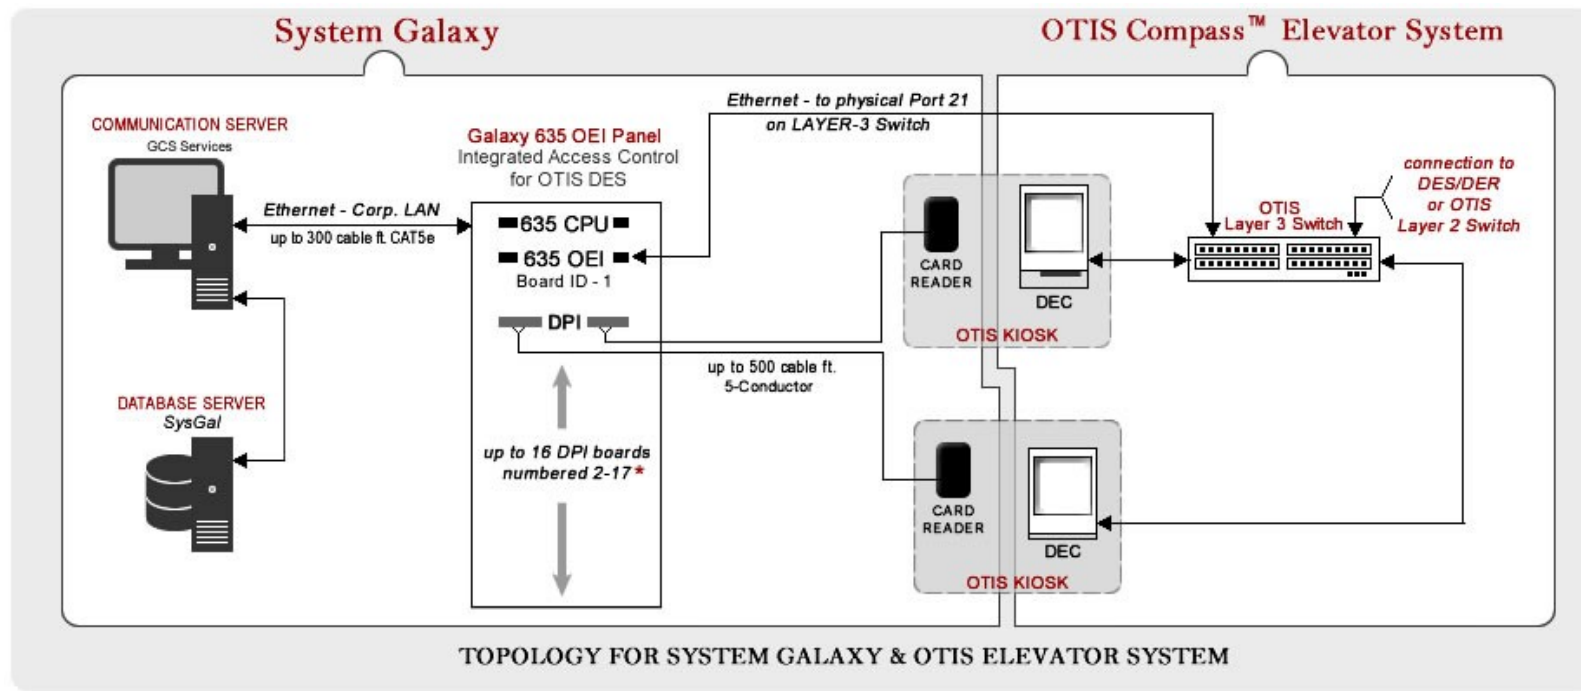 System Galaxy
OTIS Compass™ Elevator System
COMMUNICATION SERVER
GCS Services
Ethernet - Corp. LAN
up to 300 cable ft. CAT5e
DATABASE SERVER
SysGal
Galaxy 635 OEI Panel
Integrated Access Control
for OTIS DES
635 CPU
635 OEI
Board ID - 1
DPI
up to 16 DPI boards
numbered 2-17*
Ethernet - to physical Port 21
on LAYER-3 Switch
up to 500 cable ft.
5-Conductor
CARD
READER
DEC
OTIS KIOSK
CARD
READER
DEC
OTIS KIOSK
OTIS
Layer 3 Switch
connection to
DES/DER
or OTIS
Layer 2 Switch
TOPOLOGY FOR SYSTEM GALAXY & OTIS ELEVATOR SYSTEM